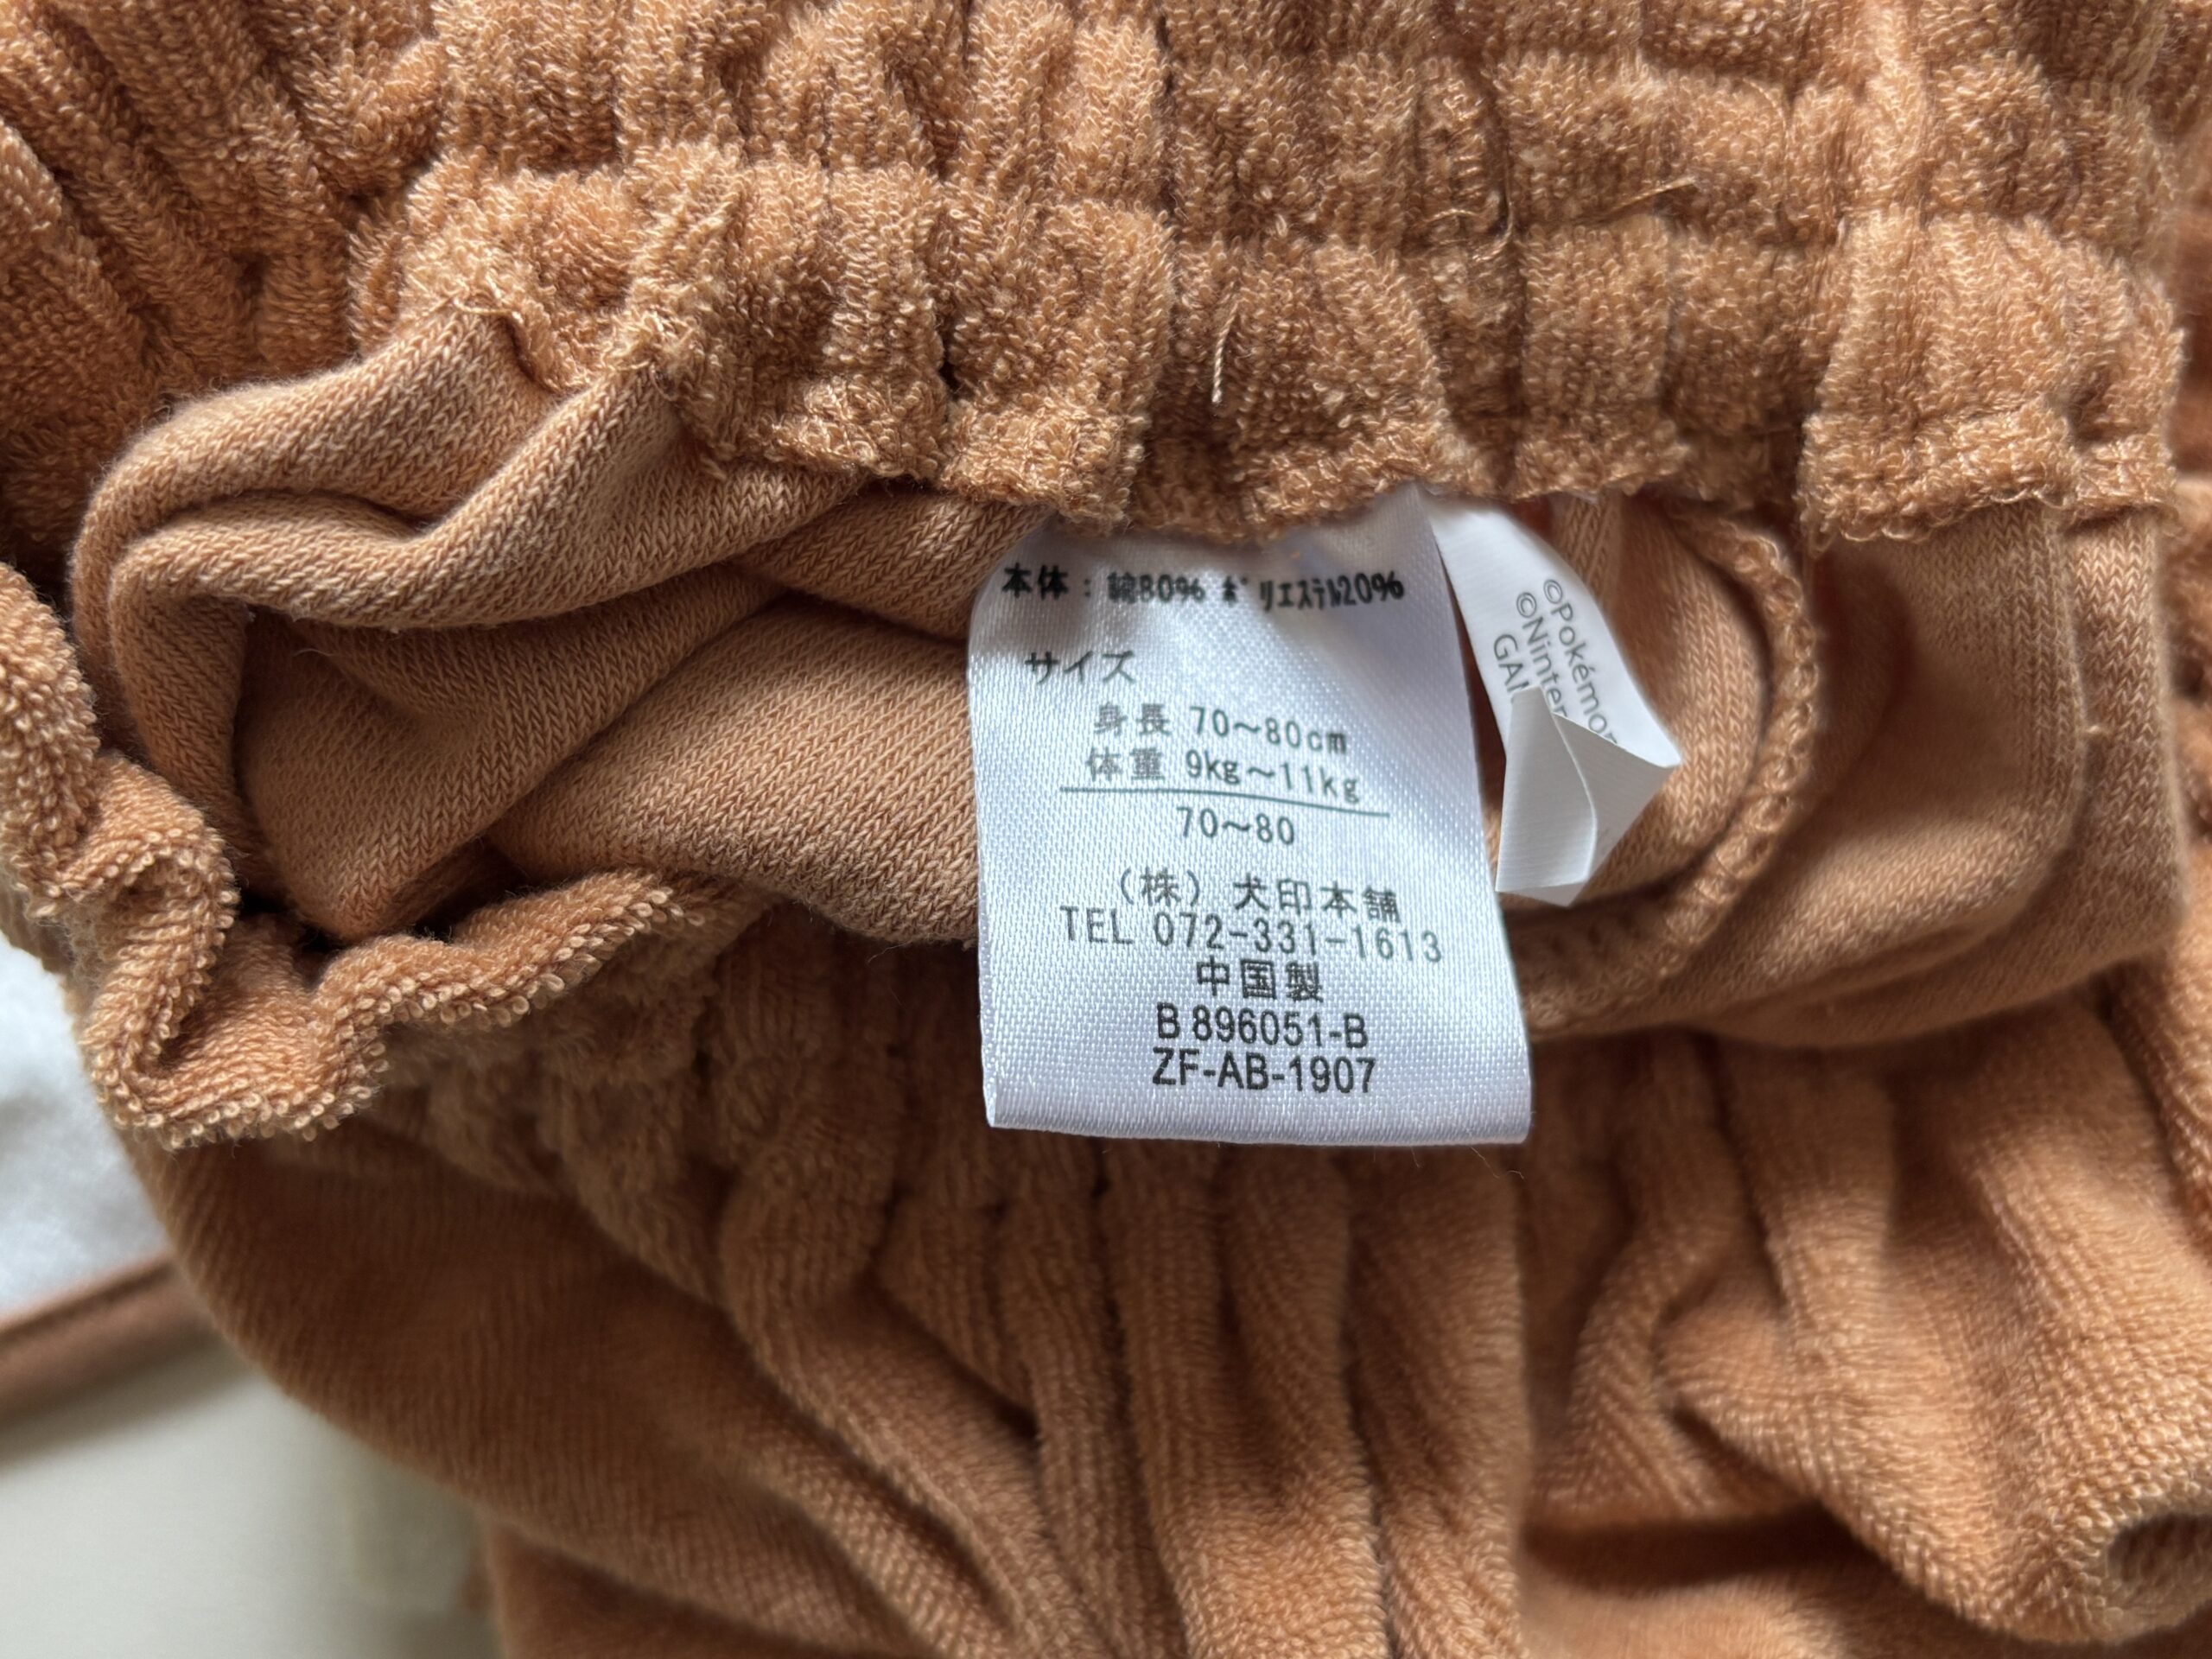 本体：綿80% ポリエステル20%
サイズ
身長 70～80cm
体重 9kg～11kg
70～80
（株）犬印本舗
TEL 072-331-1613
中国製
B 896051-B
ZF-AB-1907
©Pokémon
©Ninten
GA